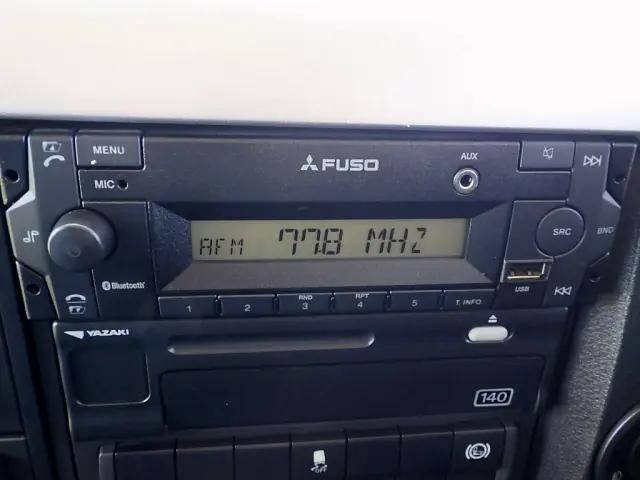 MENU
MIC
FUSO
AUX
SRC
BND
AFM 77.8 MHz
Bluetooth
USB
RND RPT
1 2 3 4 5 T. INFO
YAZAKI
140
OFF